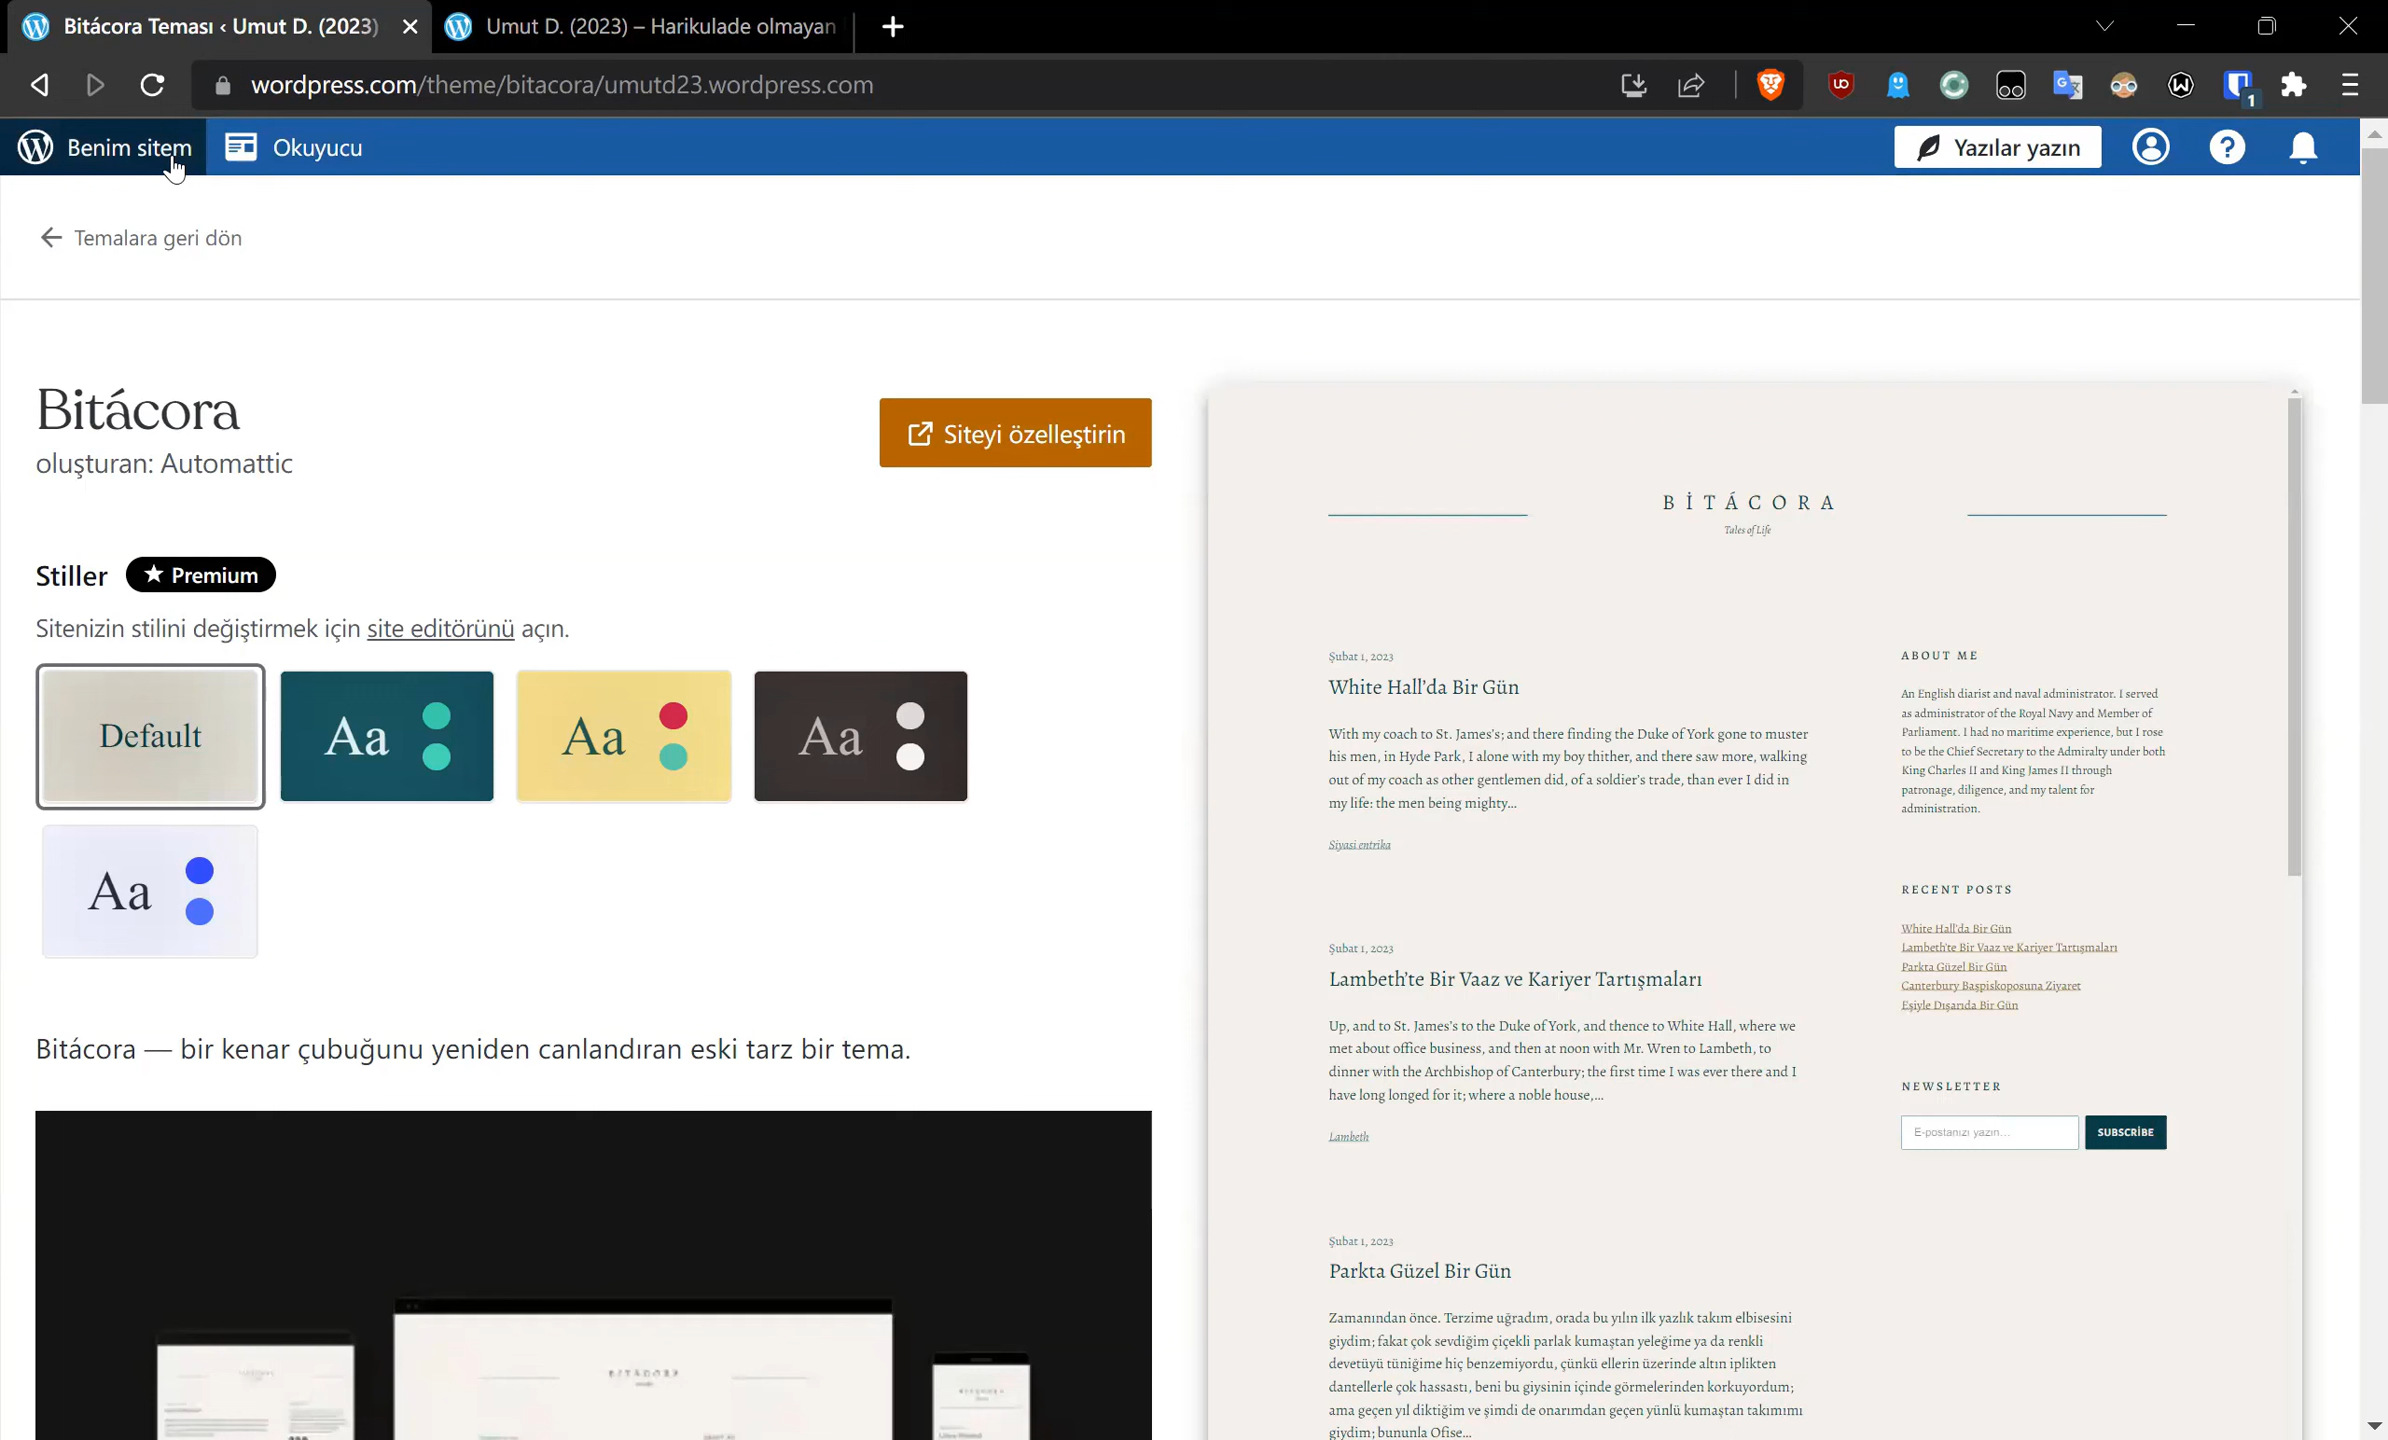 Bitácora Teması ‹ Umut D. (2023)
Umut D. (2023) – Harikulade olmayan
wordpress.com/theme/bitacora/umutd23.wordpress.com
1
Benim sitem
Okuyucu
Yazılar yazın
Temalara geri dön
Bitácora
oluşturan: Automattic
Siteyi özelleştirin
Stiller
Premium
Sitenizin stilini değiştirmek için site editörünü açın.
Default
Aa
Aa
Aa
Aa
Bitácora — bir kenar çubuğunu yeniden canlandıran eski tarz bir tema.
BİTÁCORA
BİTÁCORA
Tales of Life
Şubat 1, 2023
White Hall’da Bir Gün
With my coach to St. James’s; and there finding the Duke of York gone to muster
his men, in Hyde Park, I alone with my boy thither, and there saw more, walking
out of my coach as other gentlemen did, of a soldier’s trade, than ever I did in
my life: the men being mighty…
Siyasi entrika
Şubat 1, 2023
Lambeth’te Bir Vaaz ve Kariyer Tartışmaları
Up, and to St. James’s to the Duke of York, and thence to White Hall, where we
met about office business, and then at noon with Mr. Wren to Lambeth, to
dinner with the Archbishop of Canterbury; the first time I was ever there and I
have long longed for it; where a noble house,…
Lambeth
Şubat 1, 2023
Parkta Güzel Bir Gün
Zamanından önce. Terzime uğradım, orada bu yılın ilk yazlık takım elbisesini
giydim; fakat çok sevdiğim çiçekli parlak kumaştan yeleğime ya da renkli
devetüyü tüniğime hiç benzemiyordu, çünkü ellerin üzerinde altın iplikten
dantellerle çok hassastı, beni bu giysinin içinde görmelerinden korkuyordum;
ama geçen yıl diktiğim ve şimdi de onarımdan geçen yünlü kumaştan takımımı
giydim; bununla Ofise…
ABOUT ME
An English diarist and naval administrator. I served
as administrator of the Royal Navy and Member of
Parliament. I had no maritime experience, but I rose
to be the Chief Secretary to the Admiralty under both
King Charles II and King James II through
patronage, diligence, and my talent for
administration.
RECENT POSTS
White Hall’da Bir Gün
Lambeth’te Bir Vaaz ve Kariyer Tartışmaları
Parkta Güzel Bir Gün
Canterbury Başpiskoposuna Ziyaret
Eşiyle Dışarıda Bir Gün
NEWSLETTER
E-postanızı yazın…
SUBSCRİBE